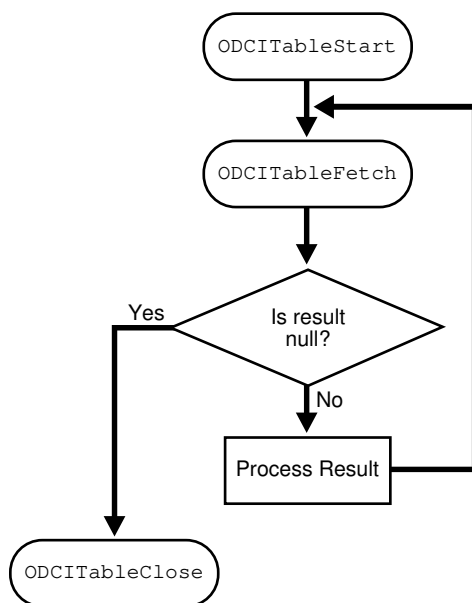 ODCITableStart
ODCITableFetch
Is result
null?
Yes
No
Process Result
ODCITableClose